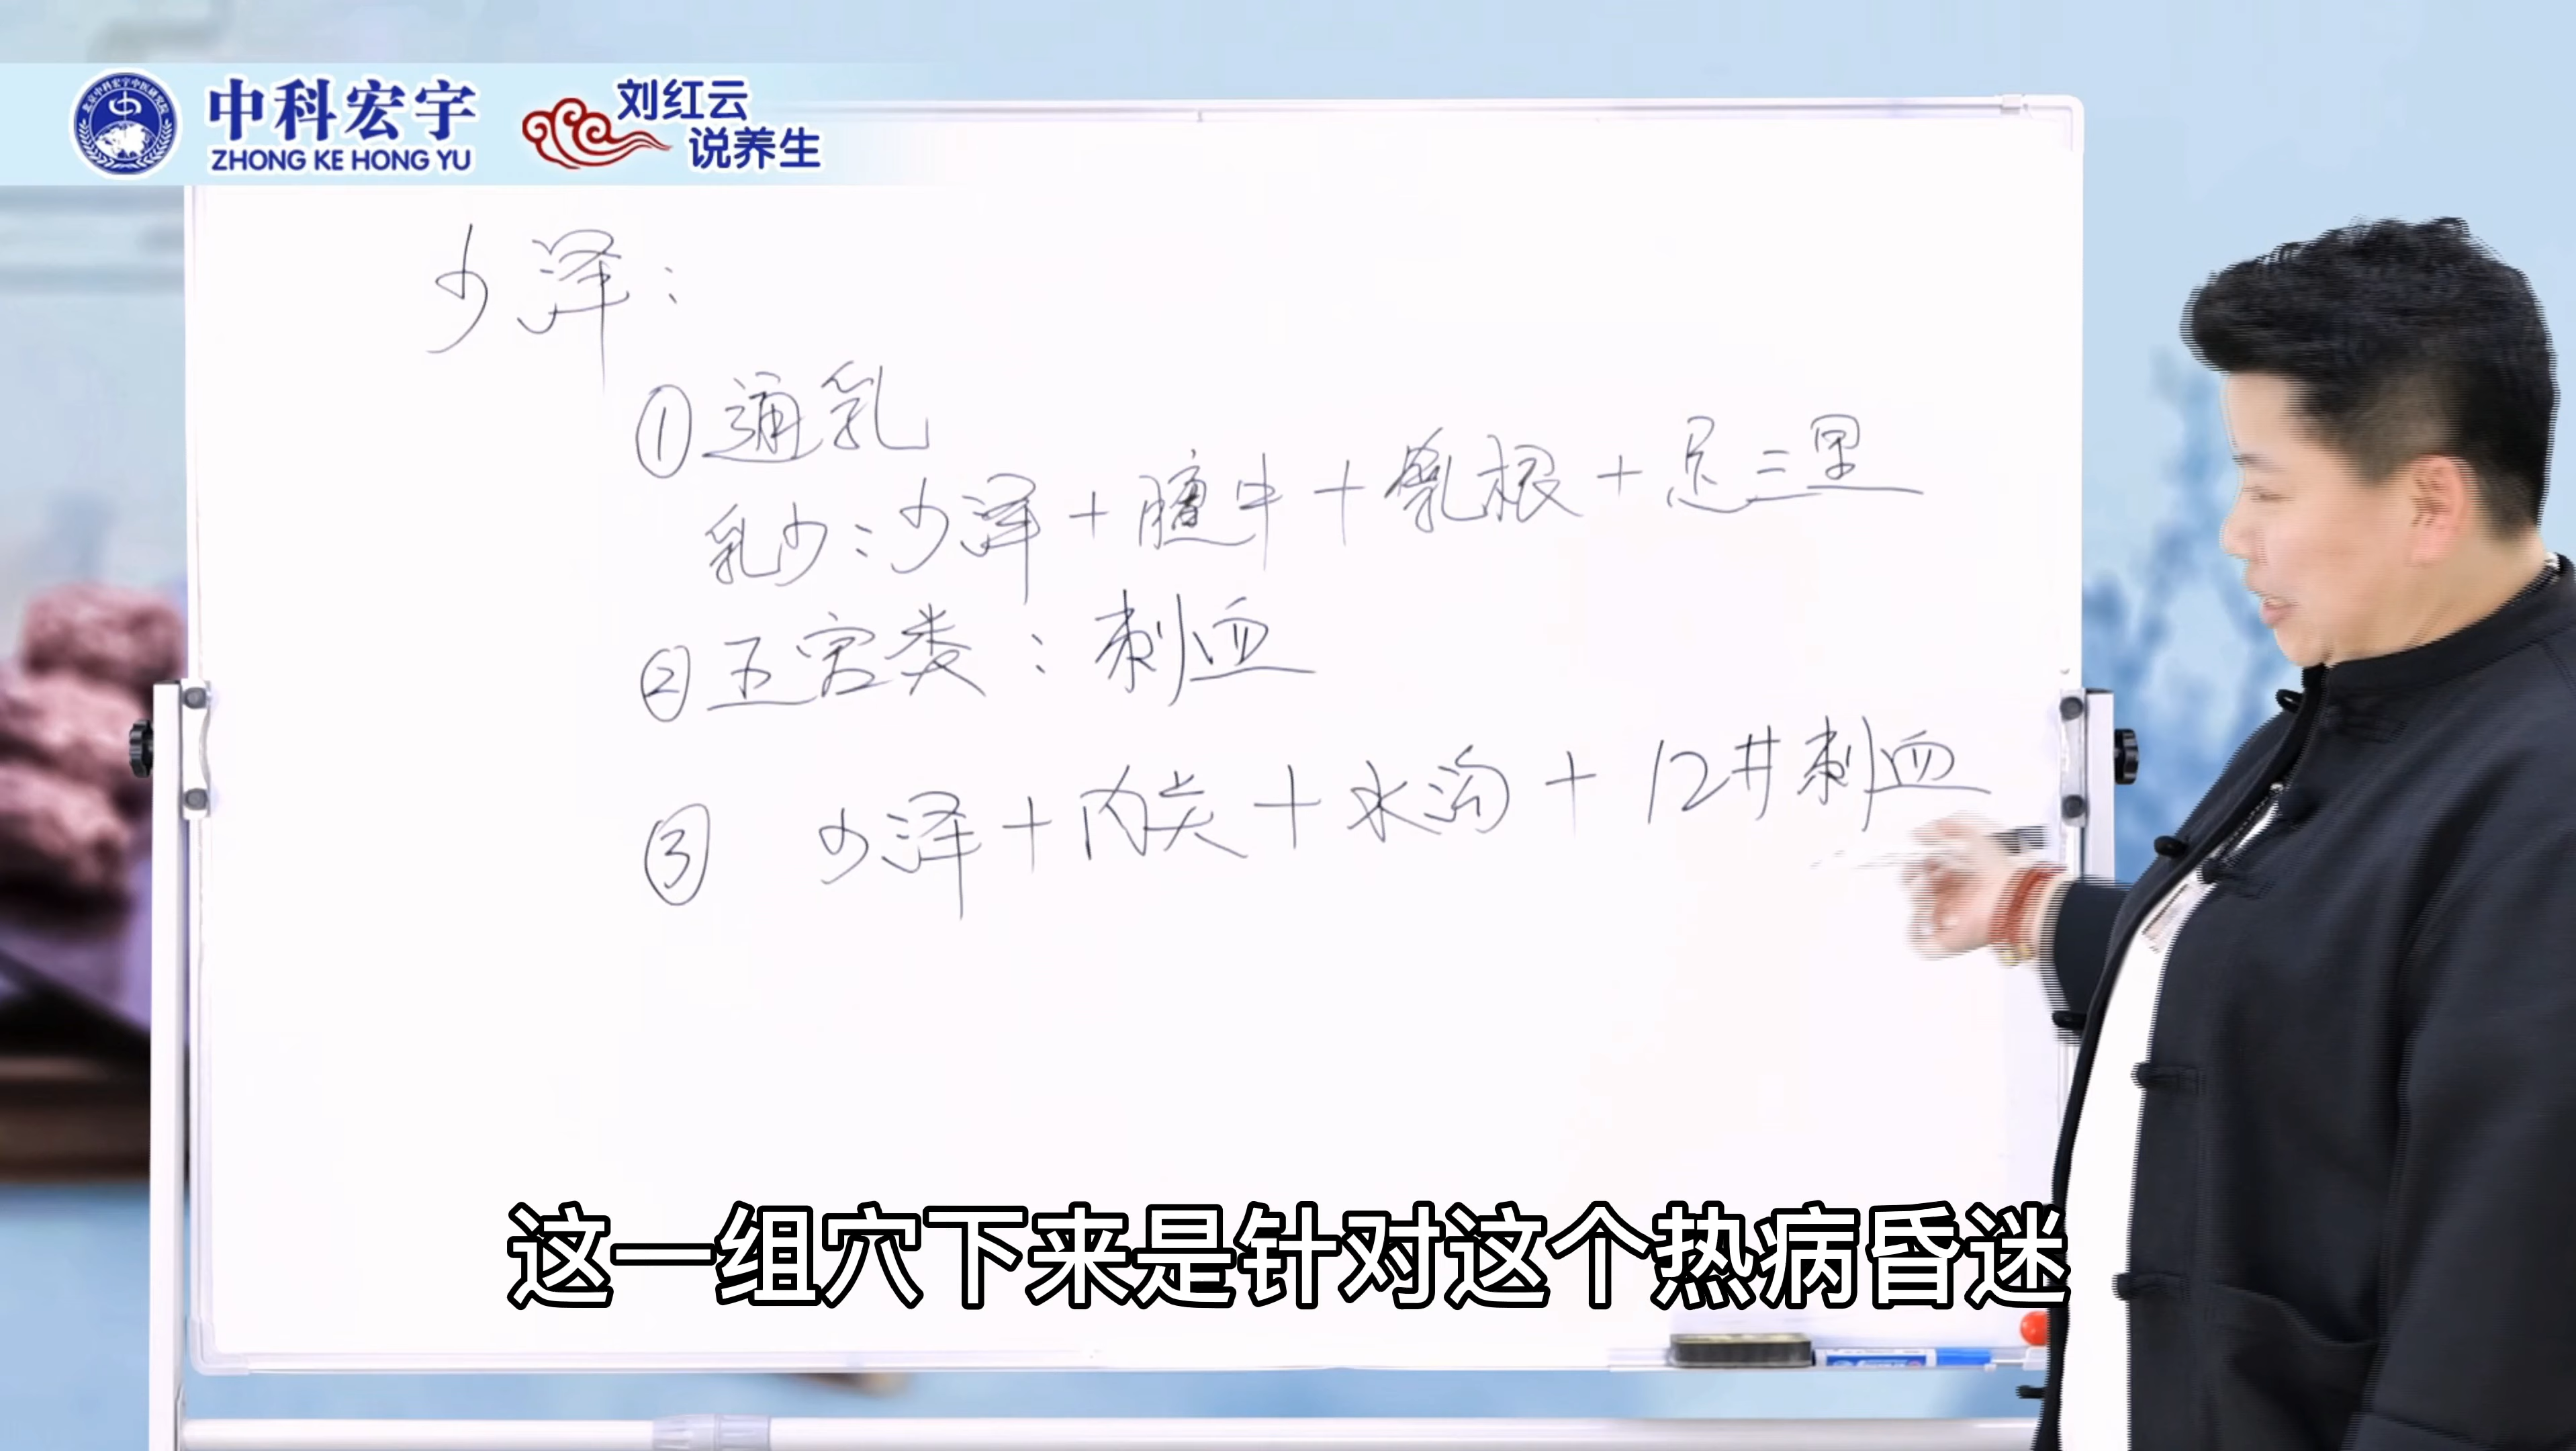 中科宏宇
ZHONG KE HONG YU
刘红云
说养生
少泽：
①通乳
乳少：少泽+膻中+乳根+足三里
②五官类：刺血
③ 少泽+内关+水沟+12井刺血
这一组穴下来是针对这个热病昏迷